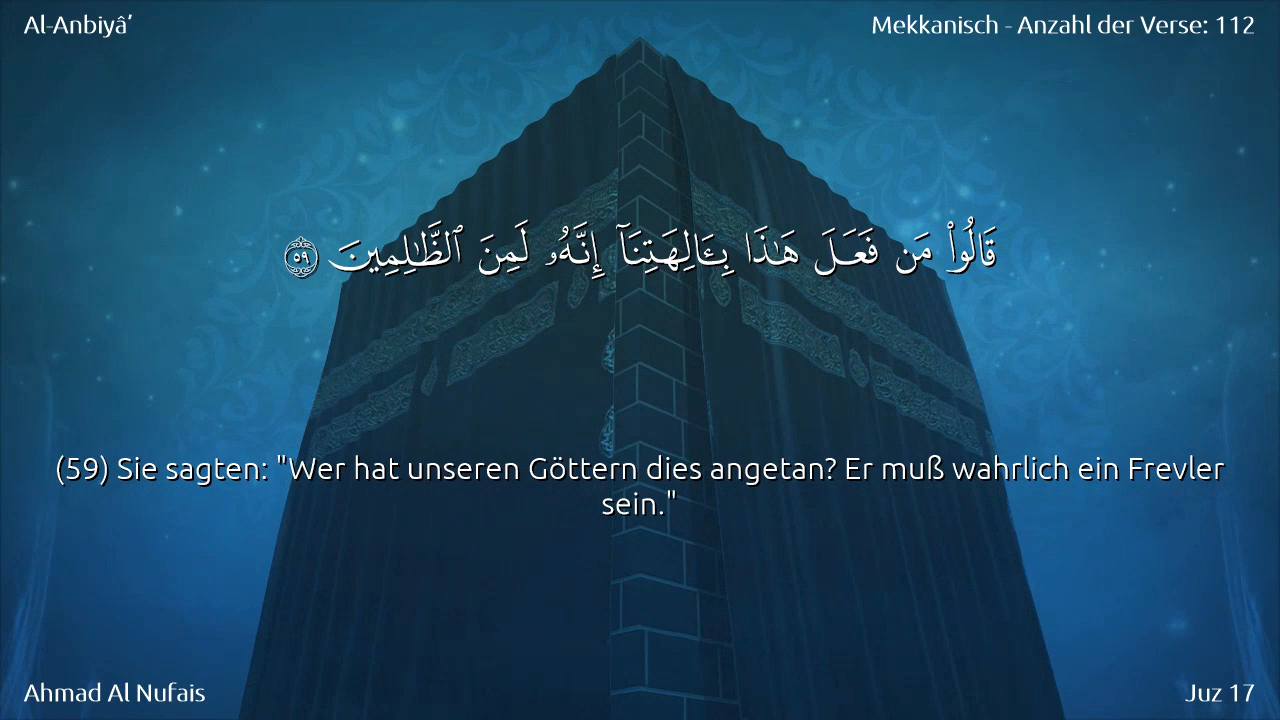 Al-Anbiyâ’
Mekkanisch - Anzahl der Verse: 112
قَالُوا۟ مَن فَعَلَ هَـٰذَا بِـَٔالِهَتِنَآ إِنَّهُۥ لَمِنَ ٱلظَّـٰلِمِينَ ٥٩
(59) Sie sagten: "Wer hat unseren Göttern dies angetan? Er muß wahrlich ein Frevler
sein."
Ahmad Al Nufais
Juz 17